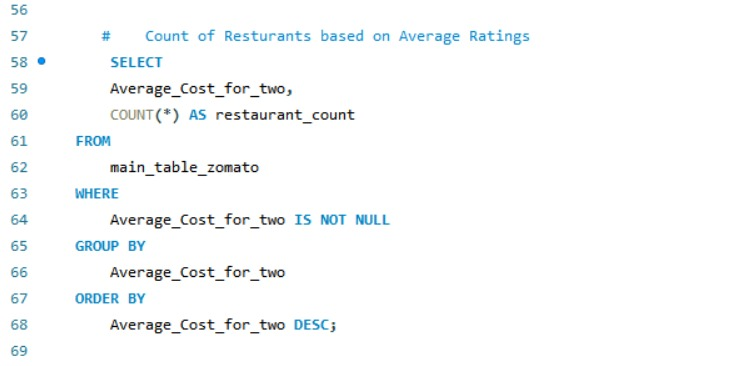 56
57 # Count of Resturants based on Average Ratings
58 SELECT
59 Average_Cost_for_two,
60 COUNT(*) AS restaurant_count
61 FROM
62 main_table_zomato
63 WHERE
64 Average_Cost_for_two IS NOT NULL
65 GROUP BY
66 Average_Cost_for_two
67 ORDER BY
68 Average_Cost_for_two DESC;
69